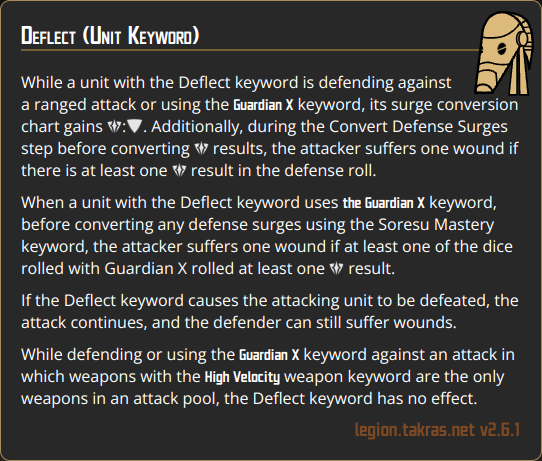 Deflect (Unit Keyword)
While a unit with the Deflect keyword is defending against
a ranged attack or using the Guardian X keyword, its surge conversion
chart gains :. Additionally, during the Convert Defense Surges
step before converting results, the attacker suffers one wound if
there is at least one result in the defense roll.
When a unit with the Deflect keyword uses the Guardian X keyword,
before converting any defense surges using the Soresu Mastery
keyword, the attacker suffers one wound if at least one of the dice
rolled with Guardian X rolled at least one result.
If the Deflect keyword causes the attacking unit to be defeated, the
attack continues, and the defender can still suffer wounds.
While defending or using the Guardian X keyword against an attack in
which weapons with the High Velocity weapon keyword are the only
weapons in an attack pool, the Deflect keyword has no effect.
legion.takras.net v2.6.1